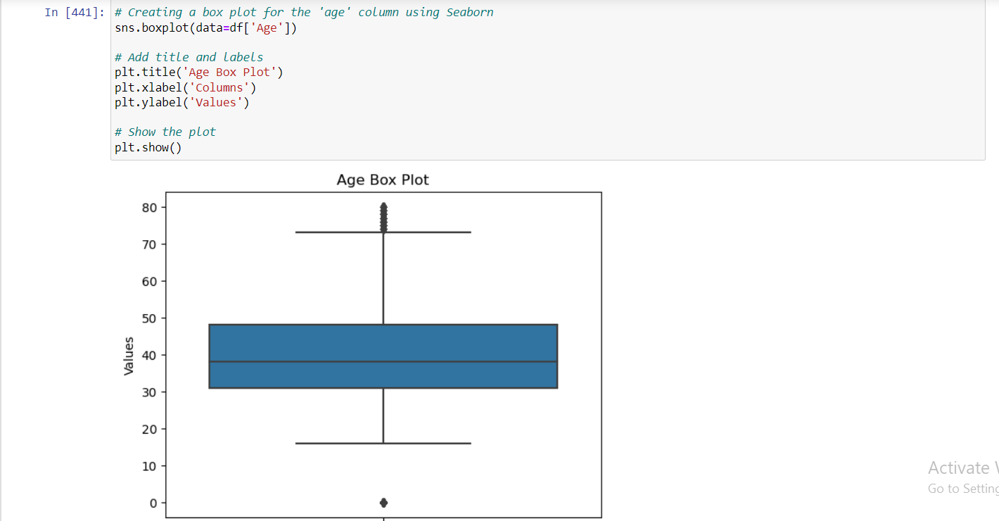 In [441]: # Creating a box plot for the 'age' column using Seaborn
sns.boxplot(data=df['Age'])
# Add title and labels
plt.title('Age Box Plot')
plt.xlabel('Columns')
plt.ylabel('Values')
# Show the plot
plt.show()
Age Box Plot
80
70
60
50
40
30
20
10
0
Values
Activate
Go to Setting